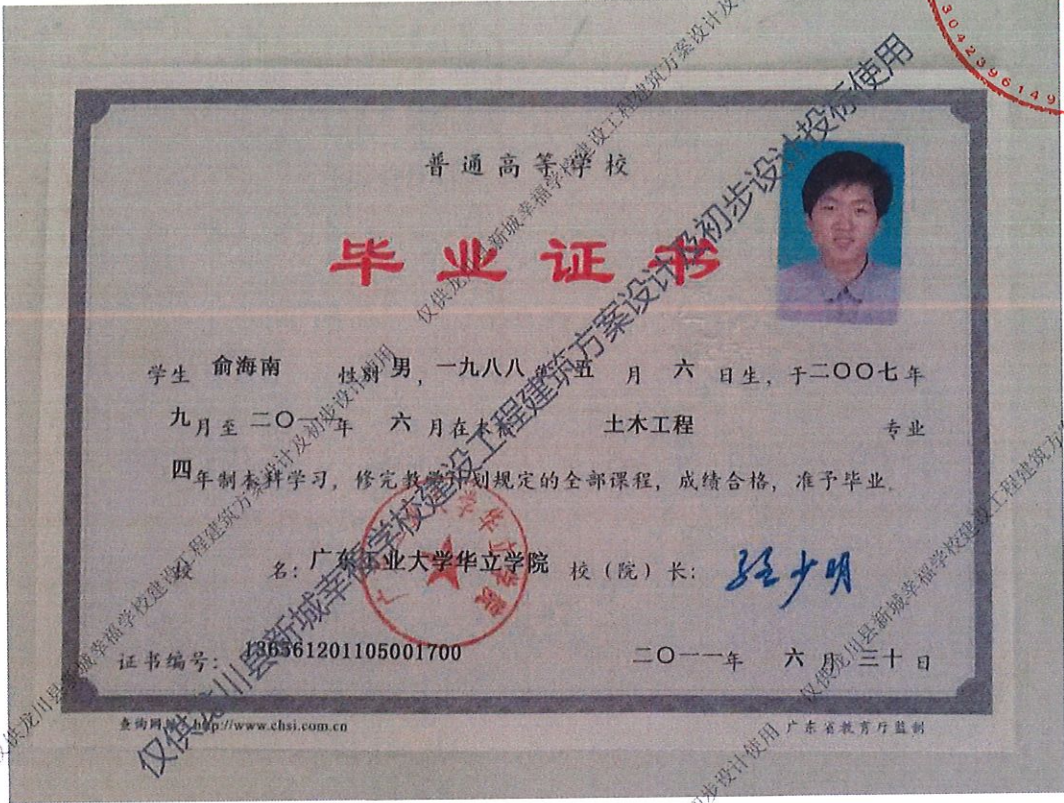 普通高等学校
毕业证书
学生 俞海南 性别 男，一九八八年 五 月 六 日生，于二〇〇七年
九月至 二〇一一年 六 月在本校 土木工程 专业
四年制本科学习，修完教学计划规定的全部课程，成绩合格，准予毕业。
校 名：广东工业大学华立学院 校（院）长：
证书编号：136561201105001700 二〇一一年 六 月 三十 日
查询网址：http://www.chsi.com.cn 广东省教育厅监制
仅供龙川县新城幸福学校建设工程建筑方案设计及初步设计投标使用
3042396149